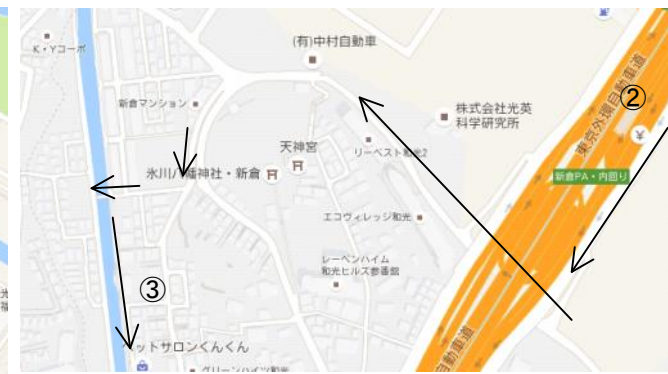 K・Yコーポ
(有)中村自動車
②
新倉マンション
株式会社光英
科学研究所
東京外環自動車道
天神宮
リーベスト和光2
氷川八幡神社・新倉
新倉PA・内回り
エコヴィレッジ和光
レーベンハイム
和光ヒルズ参番館
③
ペットサロンくんくん
自動車道
グリーンハイツ和光